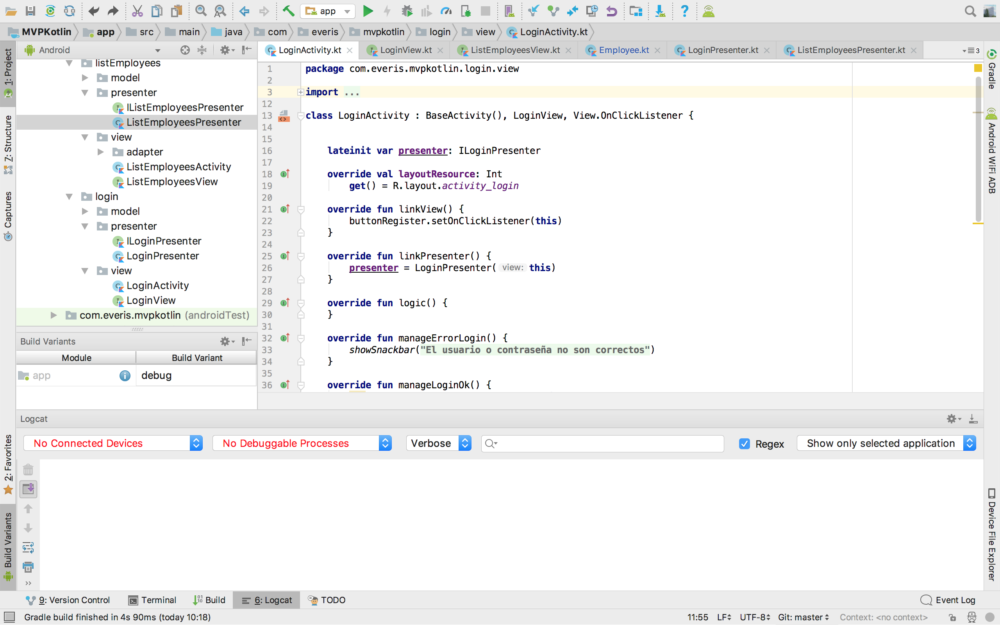 app
MVPKotlin app src main java com everis mvpkotlin login view LoginActivity.kt
1: Project
7: Structure
Captures
2: Favorites
Build Variants
Android
listEmployees
model
presenter
IListEmployeesPresenter
ListEmployeesPresenter
view
adapter
ListEmployeesActivity
ListEmployeesView
login
model
presenter
ILoginPresenter
LoginPresenter
view
LoginActivity
LoginView
com.everis.mvpkotlin (androidTest)
Build Variants
Module Build Variant
app debug
LoginActivity.kt LoginView.kt ListEmployeesView.kt Employee.kt LoginPresenter.kt ListEmployeesPresenter.kt 3
1 package com.everis.mvpkotlin.login.view
2
3 import ...
12
13 class LoginActivity : BaseActivity(), LoginView, View.OnClickListener {
14
15
16 lateinit var presenter: ILoginPresenter
17
18 override val layoutResource: Int
19 get() = R.layout.activity_login
20
21 override fun linkView() {
22 buttonRegister.setOnClickListener(this)
23 }
24
25 override fun linkPresenter() {
26 presenter = LoginPresenter( view: this)
27 }
28
29 override fun logic() {
30 }
31
32 override fun manageErrorLogin() {
33 showSnackbar("El usuario o contraseña no son correctos")
34 }
35
36 override fun manageLoginOk() {
Gradle
Android WiFi ADB
Device File Explorer
Logcat
No Connected Devices No Debuggable Processes Verbose Regex Show only selected application
9: Version Control Terminal Build 6: Logcat TODO Event Log
Gradle build finished in 4s 90ms (today 10:18) 11:55 LF UTF-8 Git: master Context: <no context>